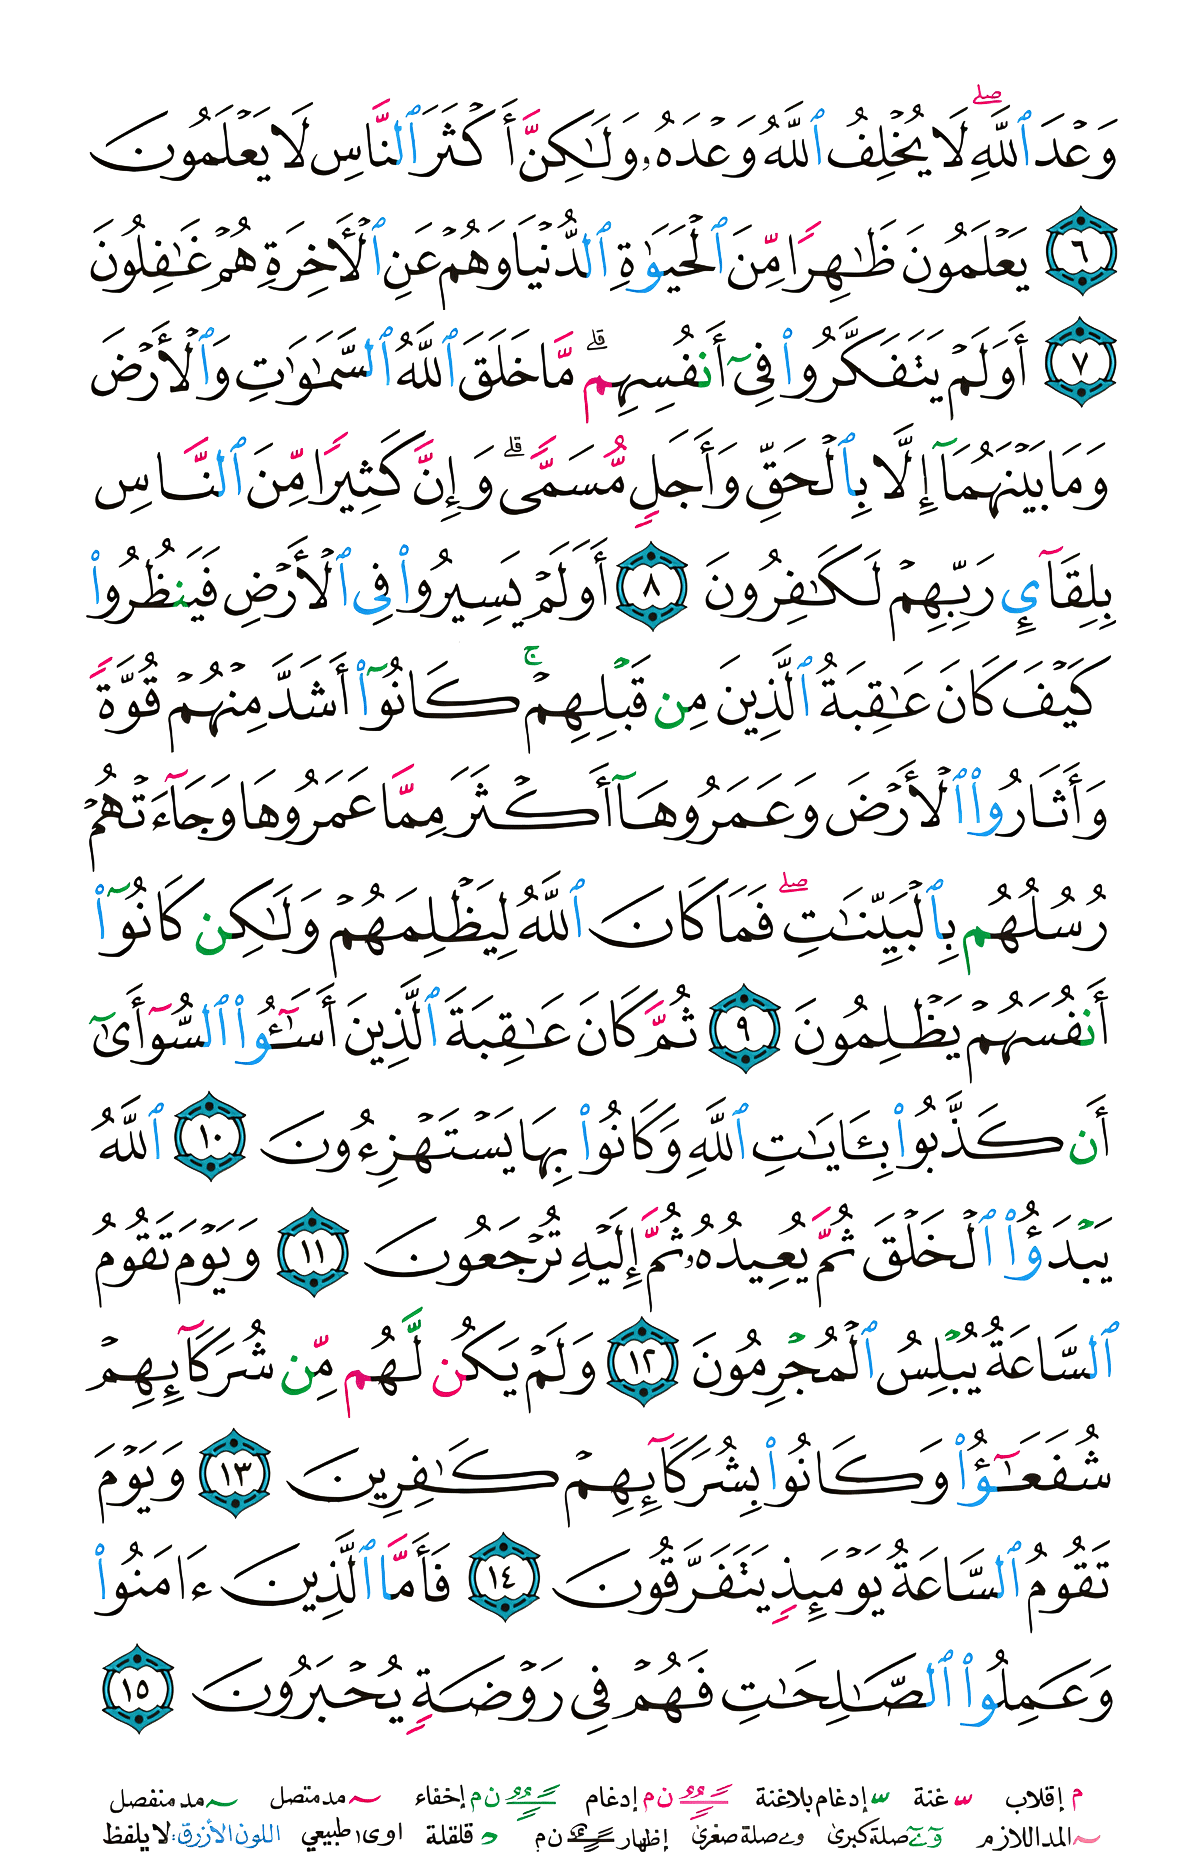 وَعْدَ ٱللَّهِ ۖ لَا يُخْلِفُ ٱللَّهُ وَعْدَهُۥ وَلَـٰكِنَّ أَكْثَرَ ٱلنَّاسِ لَا يَعْلَمُونَ
٦ يَعْلَمُونَ ظَـٰهِرًا مِّنَ ٱلْحَيَوٰةِ ٱلدُّنْيَا وَهُمْ عَنِ ٱلْأَخِرَةِ هُمْ غَـٰفِلُونَ
٧ أَوَلَمْ يَتَفَكَّرُوا۟ فِىٓ أَنفُسِهِم ۗ مَّا خَلَقَ ٱللَّهُ ٱلسَّمَـٰوَٰتِ وَٱلْأَرْضَ
وَمَا بَيْنَهُمَآ إِلَّا بِٱلْحَقِّ وَأَجَلٍ مُّسَمًّى ۗ وَإِنَّ كَثِيرًا مِّنَ ٱلنَّاسِ
بِلِقَآئِ رَبِّهِمْ لَكَـٰفِرُونَ ٨ أَوَلَمْ يَسِيرُوا۟ فِى ٱلْأَرْضِ فَيَنظُرُوا۟
كَيْفَ كَانَ عَـٰقِبَةُ ٱلَّذِينَ مِن قَبْلِهِمْ ۚ كَانُوٓا۟ أَشَدَّ مِنْهُمْ قُوَّةً
وَأَثَارُوا۟ ٱلْأَرْضَ وَعَمَرُوهَآ أَكْثَرَ مِمَّا عَمَرُوهَا وَجَآءَتْهُمْ
رُسُلُهُم بِٱلْبَيِّنَـٰتِ ۖ فَمَا كَانَ ٱللَّهُ لِيَظْلِمَهُمْ وَلَـٰكِن كَانُوٓا۟
أَنفُسَهُمْ يَظْلِمُونَ ٩ ثُمَّ كَانَ عَـٰقِبَةَ ٱلَّذِينَ أَسَـٰٓـُٔوا۟ ٱلسُّوٓأَىٰٓ
أَن كَذَّبُوا۟ بِـَٔايَـٰتِ ٱللَّهِ وَكَانُوا۟ بِهَا يَسْتَهْزِءُونَ ١٠ ٱللَّهُ
يَبْدَؤُا۟ ٱلْخَلْقَ ثُمَّ يُعِيدُهُۥ ثُمَّ إِلَيْهِ تُرْجَعُونَ ١١ وَيَوْمَ تَقُومُ
ٱلسَّاعَةُ يُبْلِسُ ٱلْمُجْرِمُونَ ١٢ وَلَمْ يَكُن لَّهُم مِّن شُرَكَآئِهِمْ
شُفَعَـٰٓؤُا۟ وَكَانُوا۟ بِشُرَكَآئِهِمْ كَـٰفِرِينَ ١٣ وَيَوْمَ
تَقُومُ ٱلسَّاعَةُ يَوْمَئِذٍ يَتَفَرَّقُونَ ١٤ فَأَمَّا ٱلَّذِينَ ءَامَنُوا۟
وَعَمِلُوا۟ ٱلصَّـٰلِحَـٰتِ فَهُمْ فِى رَوْضَةٍ يُحْبَرُونَ ١٥
م إقلاب غنة إدغام بلاغنة ن م إدغام ن م إخفاء مد متصل مد منفصل
المد اللازم صلة كبرى صلة صغرى ن م إظهار قلقلة اوى ا طبيعي اللون الأزرق: لا يلفظ